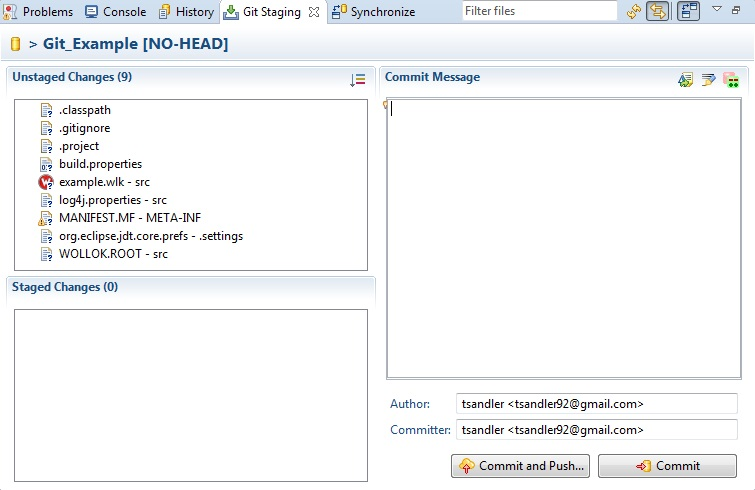 Problems Console History Git Staging Synchronize Filter files
> Git_Example [NO-HEAD]
Unstaged Changes (9)
.classpath
.gitignore
.project
build.properties
example.wlk - src
log4j.properties - src
MANIFEST.MF - META-INF
org.eclipse.jdt.core.prefs - .settings
WOLLOK.ROOT - src
Staged Changes (0)
Commit Message
Author: tsandler <tsandler92@gmail.com>
Committer: tsandler <tsandler92@gmail.com>
Commit and Push... Commit